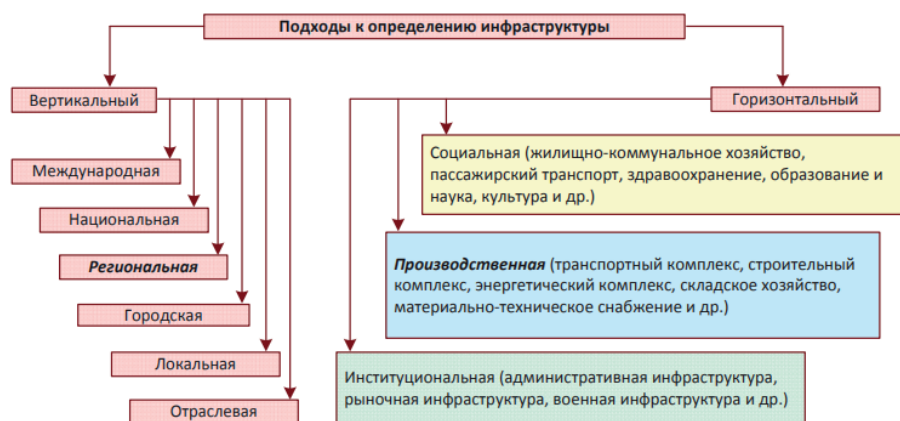 Подходы к определению инфраструктуры
Вертикальный
Горизонтальный
Международная
Национальная
Региональная
Городская
Локальная
Отраслевая
Социальная (жилищно-коммунальное хозяйство,
пассажирский транспорт, здравоохранение, образование и
наука, культура и др.)
Производственная (транспортный комплекс, строительный
комплекс, энергетический комплекс, складское хозяйство,
материально-техническое снабжение и др.)
Институциональная (административная инфраструктура,
рыночная инфраструктура, военная инфраструктура и др.)